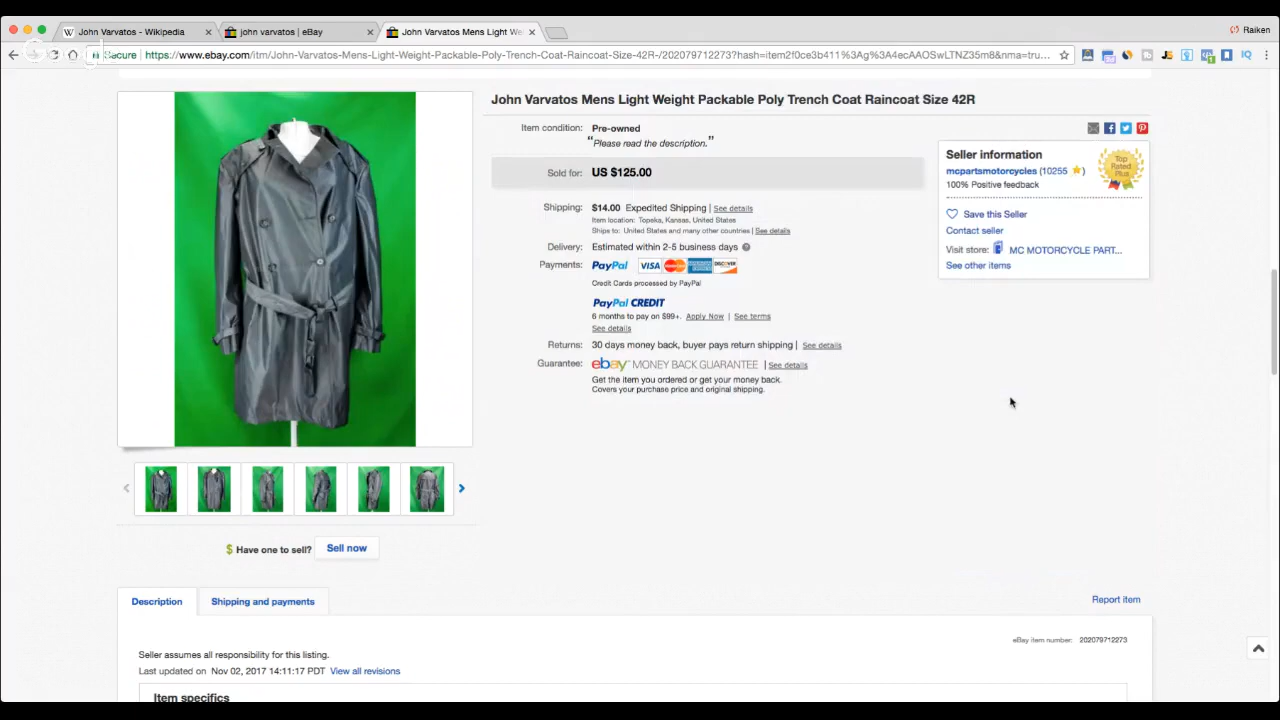 John Varvatos - Wikipedia
john varvatos | eBay
John Varvatos Mens Light We
Raiken
Secure
https://www.ebay.com/itm/John-Varvatos-Mens-Light-Weight-Packable-Poly-Trench-Coat-Raincoat-Size-42R-/202079712273?hash=item2f0ce3b411%3Ag%3A4ecAAOSwLTNZ35m8&nma=tru...
John Varvatos Mens Light Weight Packable Poly Trench Coat Raincoat Size 42R
Item condition: Pre-owned
“Please read the description.”
Sold for: US $125.00
Shipping: $14.00 Expedited Shipping | See details
Item location: Topeka, Kansas, United States
Ships to: United States and many other countries | See details
Delivery: Estimated within 2-5 business days
Payments: PayPal VISA MasterCard AMERICAN EXPRESS DISCOVER
Credit Cards processed by PayPal
PayPal CREDIT
6 months to pay on $99+. Apply Now | See terms
See details
Returns: 30 days money back, buyer pays return shipping | See details
Guarantee: ebay MONEY BACK GUARANTEE | See details
Get the item you ordered or get your money back.
Covers your purchase price and original shipping.
Seller information
mcpartsmotorcycles (10255 )
100% Positive feedback
Top Rated Plus
Save this Seller
Contact seller
Visit store: MC MOTORCYCLE PART...
See other items
$ Have one to sell? Sell now
Description
Shipping and payments
Report item
eBay item number: 202079712273
Seller assumes all responsibility for this listing.
Last updated on Nov 02, 2017 14:11:17 PDT View all revisions
Item specifics